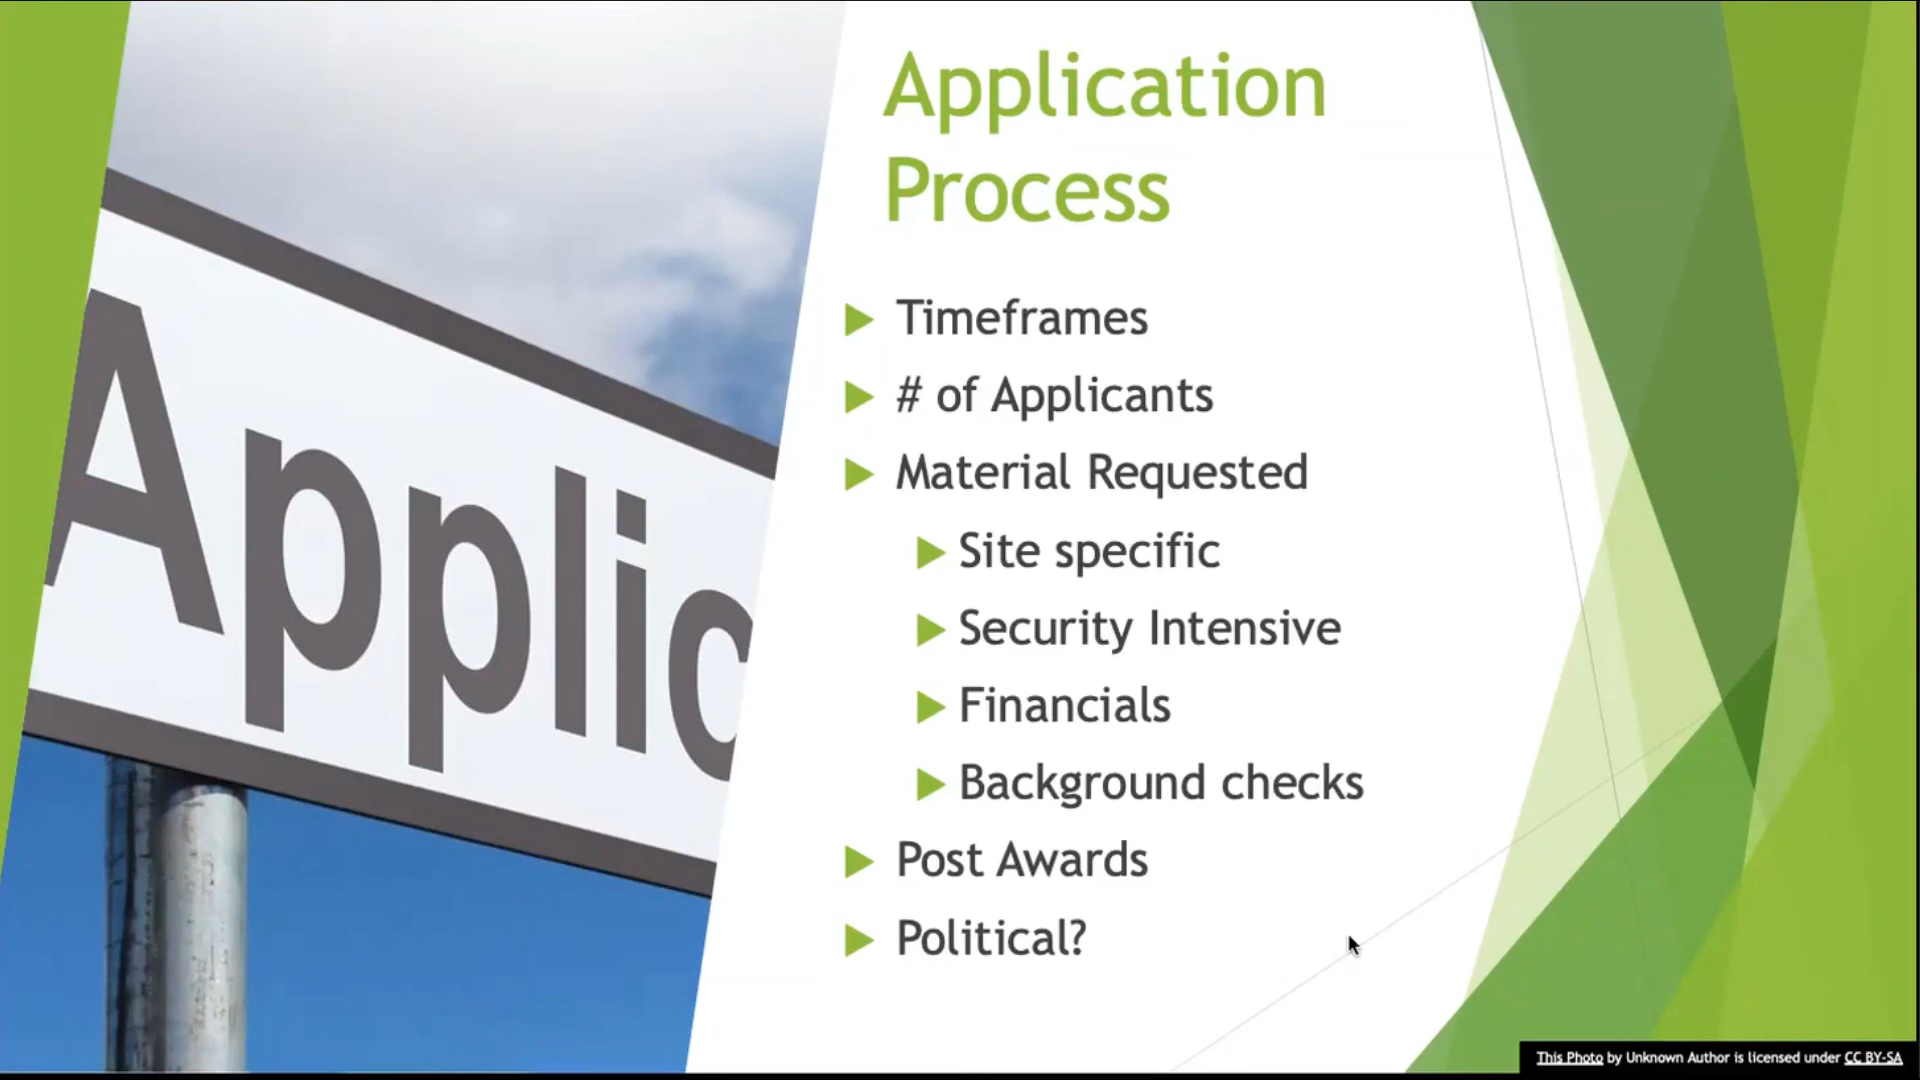 Applic
Application
Process
Timeframes
# of Applicants
Material Requested
Site specific
Security Intensive
Financials
Background checks
Post Awards
Political?
This Photo by Unknown Author is licensed under CC BY-SA